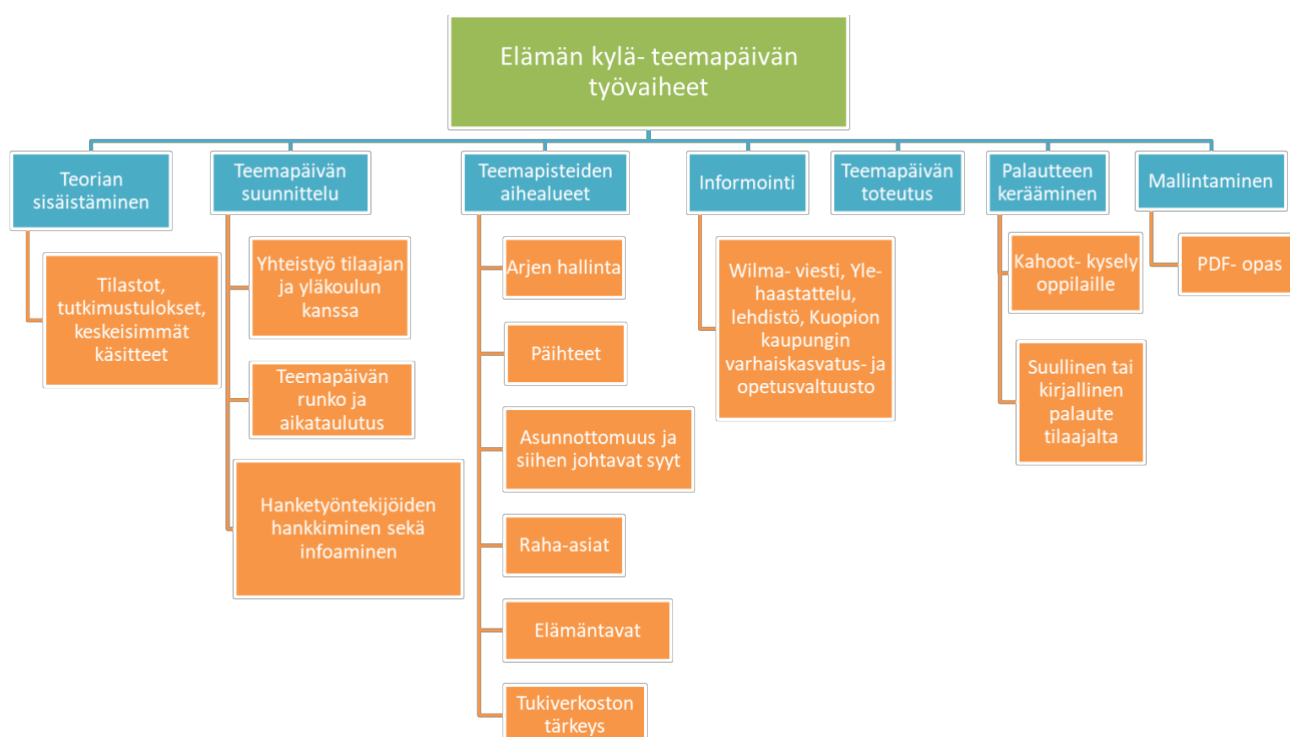 Elämän kylä- teemapäivän
työvaiheet
Teorian
sisäistäminen
Tilastot,
tutkimustulokset,
keskeisimmät
käsitteet
Teemapäivän
suunnittelu
Yhteistyö tilaajan
ja yläkoulun
kanssa
Teemapäivän
runko ja
aikataulutus
Hanketyöntekijöiden
hankkiminen sekä
infoaminen
Teemapisteiden
aihealueet
Arjen hallinta
Päihteet
Asunnottomuus ja
siihen johtavat syyt
Raha-asiat
Elämäntavat
Tukiverkoston
tärkeys
Informointi
Wilma- viesti, Yle-
haastattelu,
lehdistö, Kuopion
kaupungin
varhaiskasvatus- ja
opetusvaltuusto
Teemapäivän
toteutus
Palautteen
kerääminen
Kahoot- kysely
oppilaille
Suullinen tai
kirjallinen
palaute
tilaajalta
Mallintaminen
PDF- opas